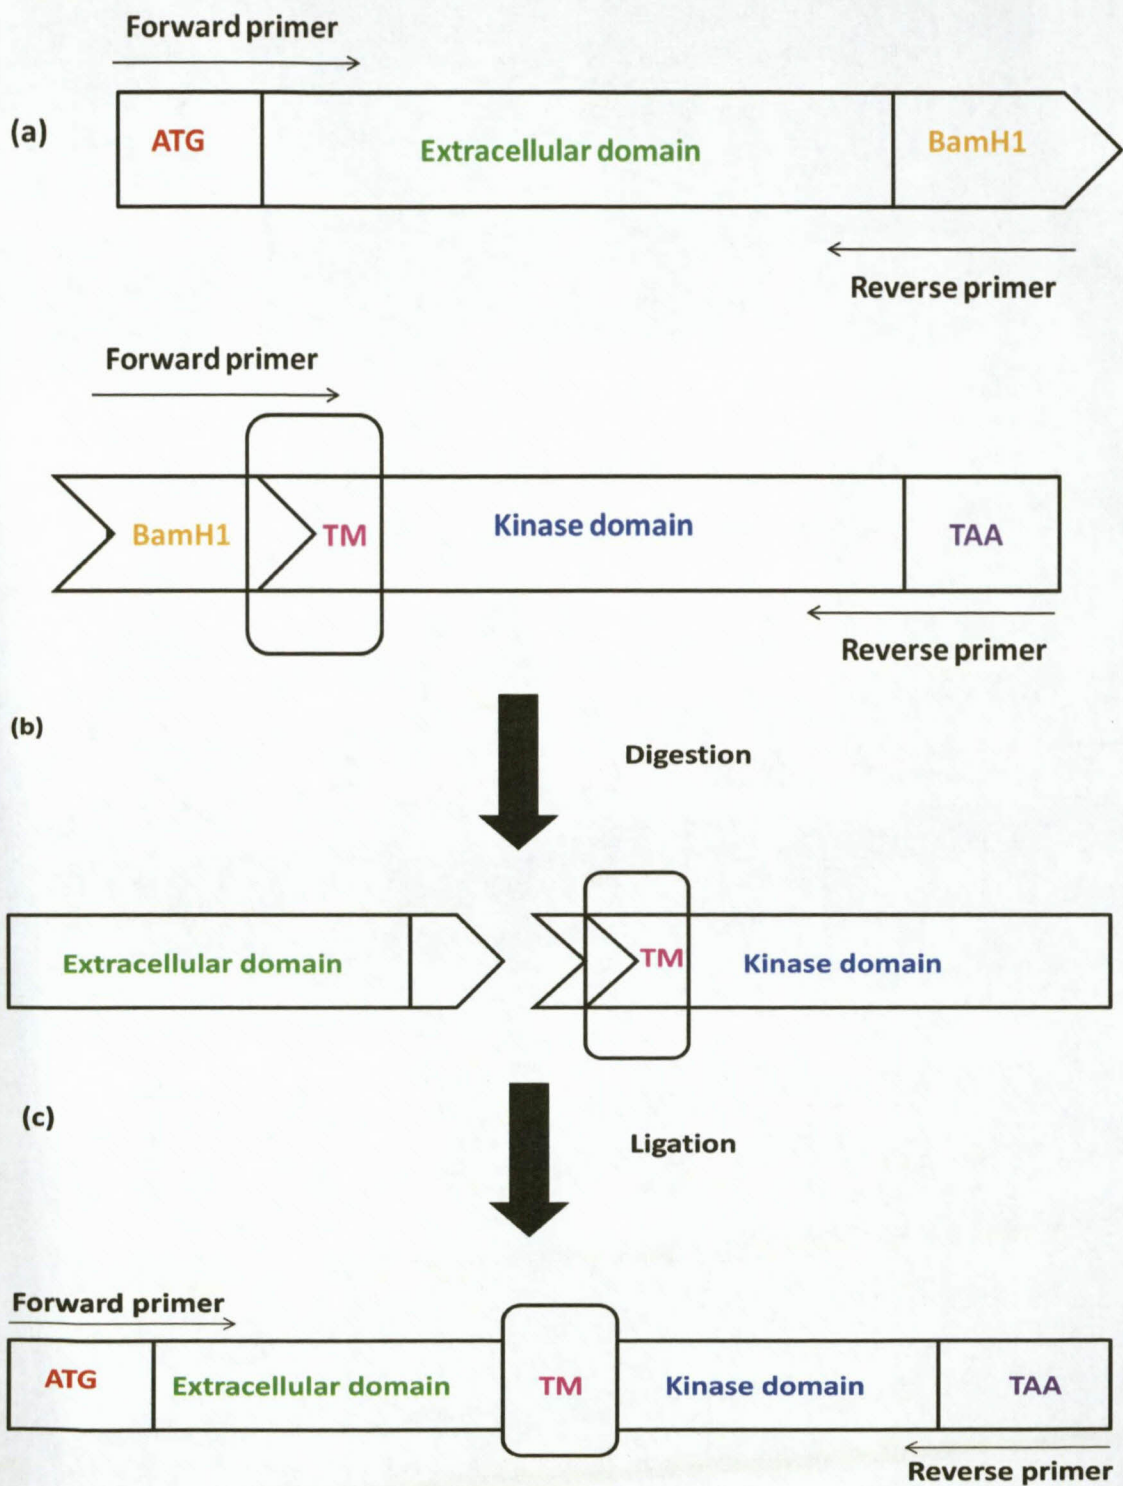 Forward primer
(a)
ATG Extracellular domain BamH1
Reverse primer
Forward primer
BamH1 TM Kinase domain TAA
Reverse primer
(b)
Digestion
Extracellular domain TM Kinase domain
(c)
Ligation
Forward primer
ATG Extracellular domain TM Kinase domain TAA
Reverse primer